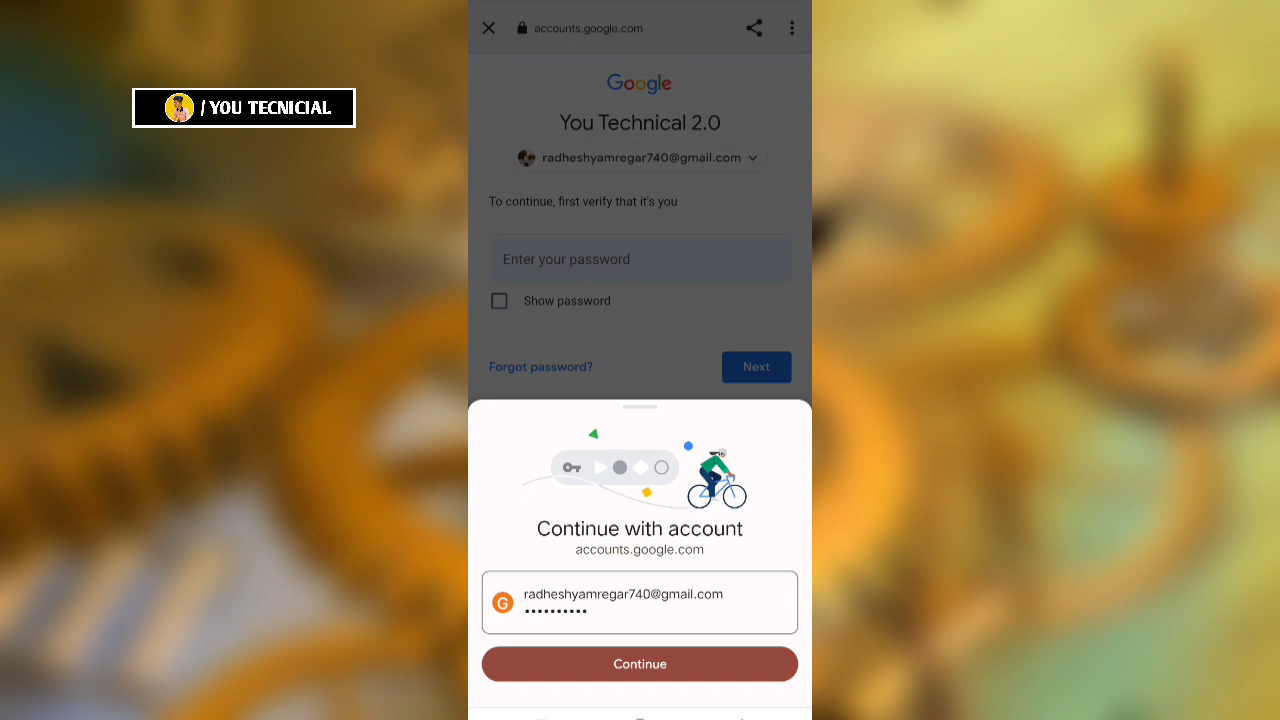 accounts.google.com
/ YOU TECNICIAL
Google
You Technical 2.0
radheshyamregar740@gmail.com
To continue, first verify that it's you
Enter your password
Show password
Forgot password?
Next
Continue with account
accounts.google.com
G
radheshyamregar740@gmail.com
••••••••••
Continue